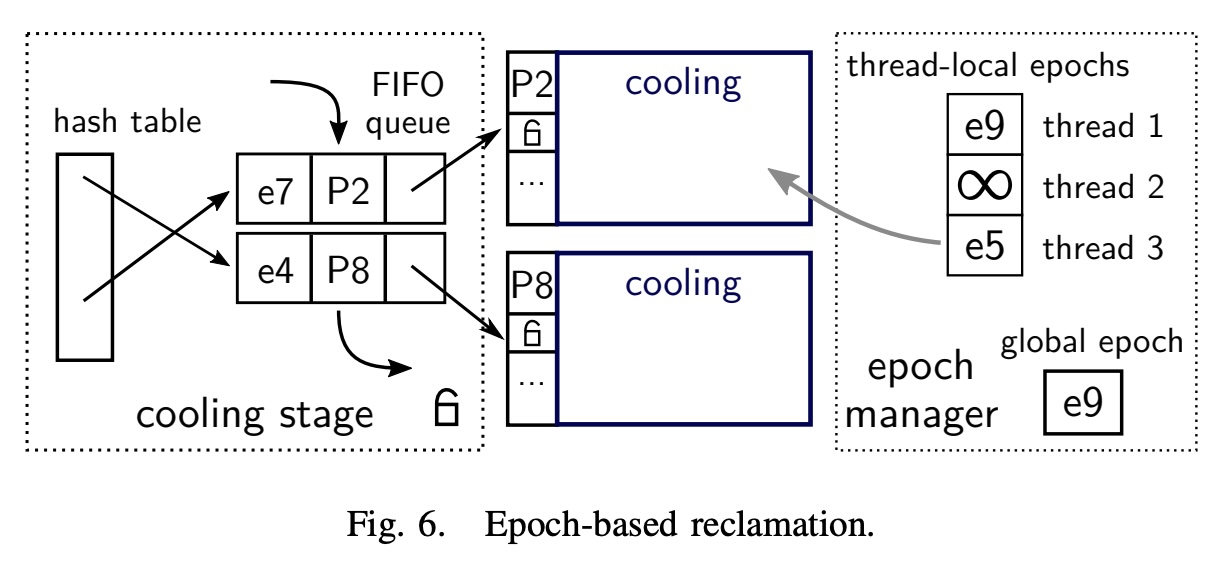 hash table
FIFO
queue
e7 P2
e4 P8
cooling stage
P2
...
cooling
P8
...
cooling
thread-local epochs
e9 thread 1
∞ thread 2
e5 thread 3
epoch
manager
global epoch
e9
Fig. 6. Epoch-based reclamation.